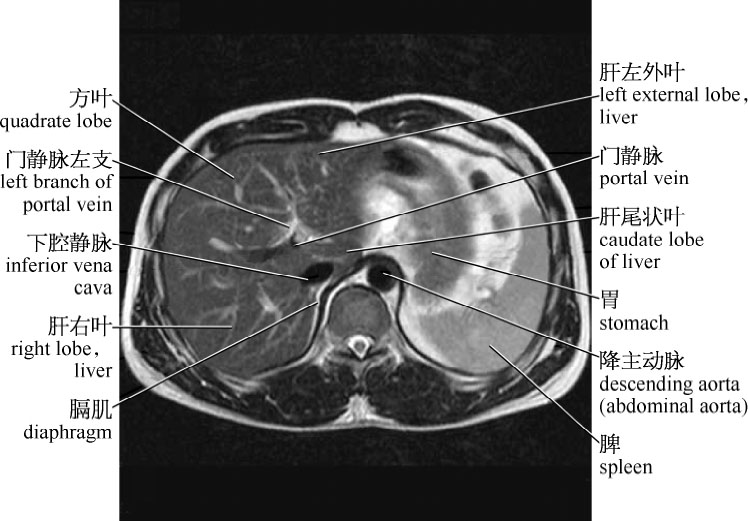 方叶
quadrate lobe
门静脉左支
left branch of
portal vein
下腔静脉
inferior vena
cava
肝右叶
right lobe，
liver
膈肌
diaphragm
肝左外叶
left external lobe，
liver
门静脉
portal vein
肝尾状叶
caudate lobe
of liver
胃
stomach
降主动脉
descending aorta
(abdominal aorta)
脾
spleen